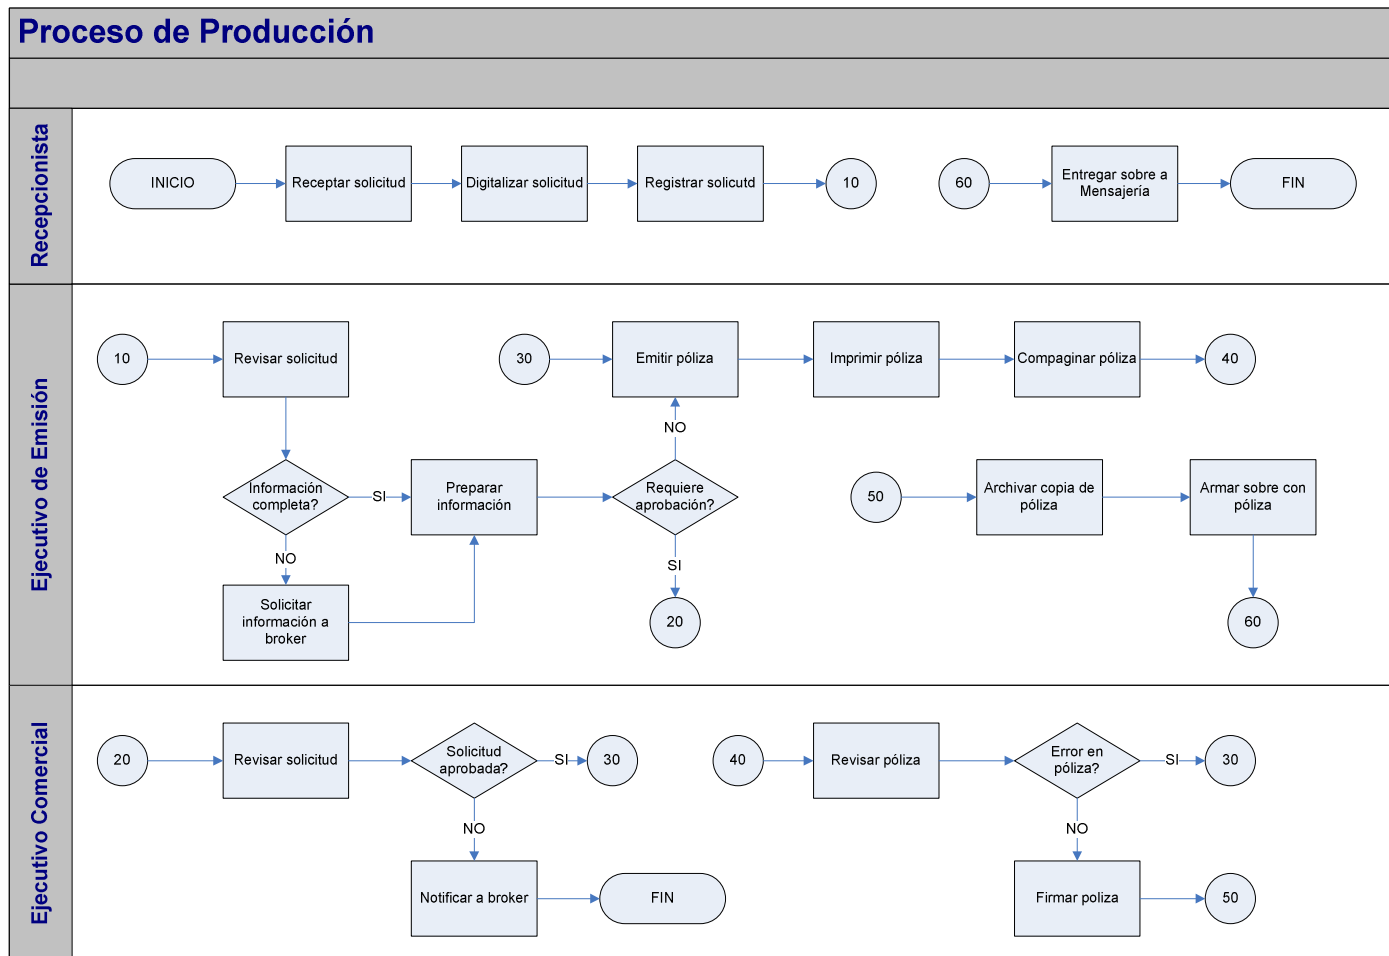 Proceso de Producción
Recepcionista
INICIO
Receptar solicitud
Digitalizar solicitud
Registrar solicutd
10
60
Entregar sobre a
Mensajería
FIN
Ejecutivo de Emisión
10
Revisar solicitud
30
Emitir póliza
Imprimir póliza
Compaginar póliza
40
NO
Información
completa?
SI
Preparar
información
Requiere
aprobación?
50
Archivar copia de
póliza
Armar sobre con
póliza
NO
SI
Solicitar
información a
broker
20
60
Ejecutivo Comercial
20
Revisar solicitud
Solicitud
aprobada?
SI
30
40
Revisar póliza
Error en
póliza?
SI
30
NO
NO
Notificar a broker
FIN
Firmar poliza
50